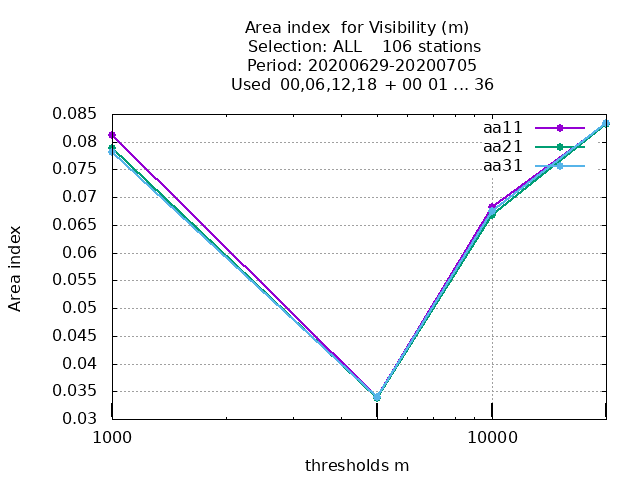 Area index  for Visibility (m)
Selection: ALL    106 stations
Period: 20200629-20200705
Used  00,06,12,18  + 00 01 ... 36
0.085
0.08
0.075
0.07
0.065
0.06
0.055
0.05
0.045
0.04
0.035
0.03
Area index
aa11
aa21
aa31
1000
10000
thresholds m